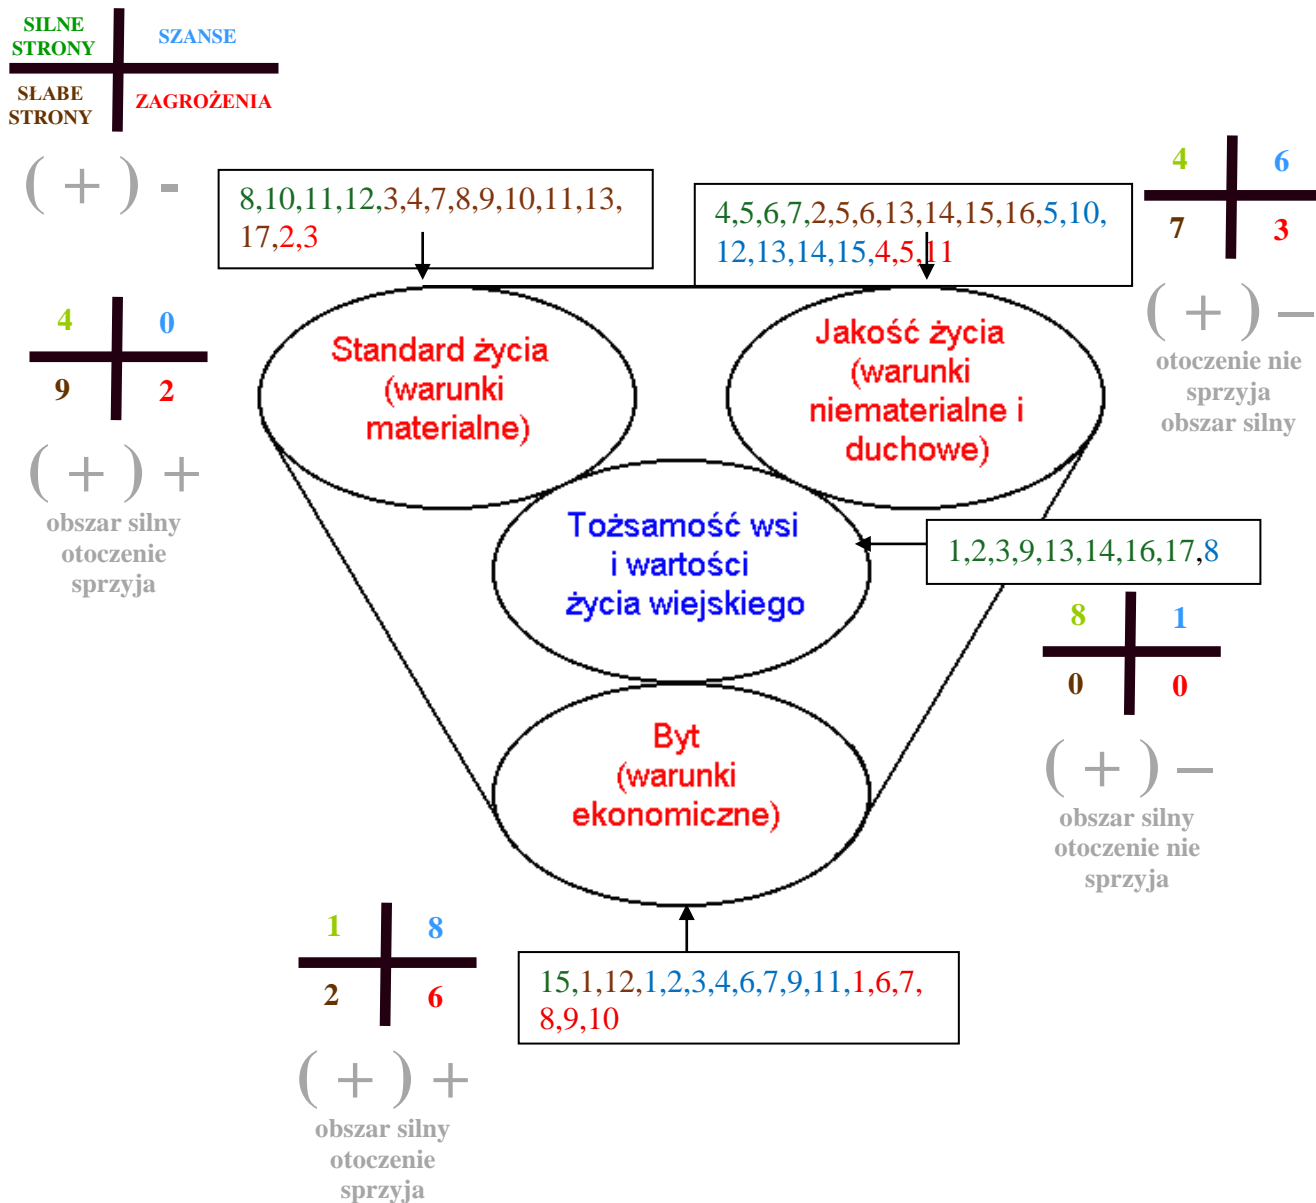 SILNE
STRONY
SZANSE
SŁABE
STRONY
ZAGROŻENIA
( + ) -
8,10,11,12,3,4,7,8,9,10,11,13,
17,2,3
4,5,6,7,2,5,6,13,14,15,16,5,10,
12,13,14,15,4,5,11
4 6
7 3
( + ) –
otoczenie nie
sprzyja
obszar silny
4 0
9 2
( + ) +
obszar silny
otoczenie
sprzyja
Standard życia
(warunki
materialne)
Jakość życia
(warunki
niematerialne i
duchowe)
Tożsamość wsi
i wartości
życia wiejskiego
1,2,3,9,13,14,16,17,8
8 1
0 0
( + ) –
obszar silny
otoczenie nie
sprzyja
Byt
(warunki
ekonomiczne)
1 8
2 6
( + ) +
obszar silny
otoczenie
sprzyja
15,1,12,1,2,3,4,6,7,9,11,1,6,7,
8,9,10